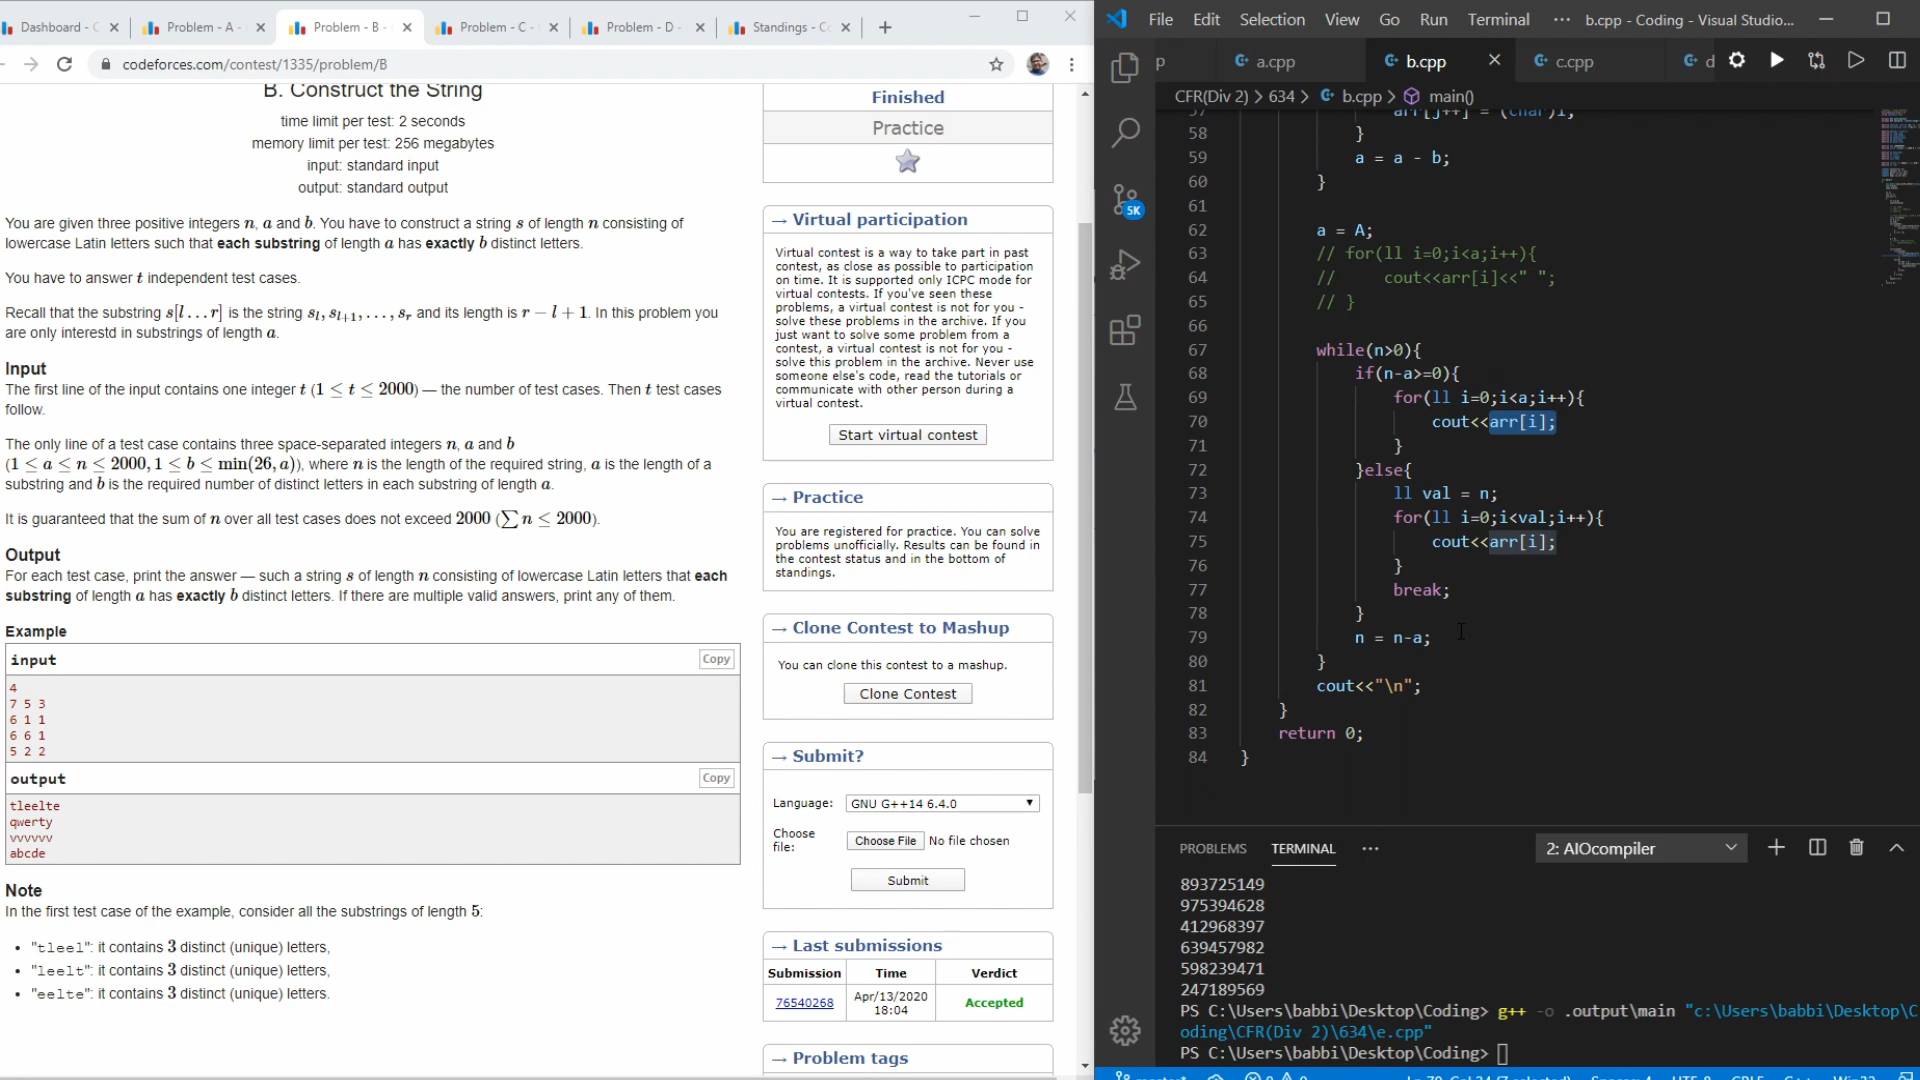 Dashboard - C
Problem - A -
Problem - B -
Problem - C -
Problem - D -
Standings - Co
codeforces.com/contest/1335/problem/B
B. Construct the String
time limit per test: 2 seconds
memory limit per test: 256 megabytes
input: standard input
output: standard output
You are given three positive integers n, a and b. You have to construct a string s of length n consisting of
lowercase Latin letters such that each substring of length a has exactly b distinct letters.
You have to answer t independent test cases.
Recall that the substring s[l…r] is the string s_l, s_{l+1}, …, s_r and its length is r − l + 1. In this problem you
are only interestd in substrings of length a.
Input
The first line of the input contains one integer t (1 ≤ t ≤ 2000) — the number of test cases. Then t test cases
follow.
The only line of a test case contains three space-separated integers n, a and b
(1 ≤ a ≤ n ≤ 2000, 1 ≤ b ≤ min(26, a)), where n is the length of the required string, a is the length of a
substring and b is the required number of distinct letters in each substring of length a.
It is guaranteed that the sum of n over all test cases does not exceed 2000 (∑ n ≤ 2000).
Output
For each test case, print the answer — such a string s of length n consisting of lowercase Latin letters that each
substring of length a has exactly b distinct letters. If there are multiple valid answers, print any of them.
Example
input
Copy
4
7 5 3
6 1 1
6 6 1
5 2 2
output
Copy
tleelte
qwerty
vvvvvv
abcde
Note
In the first test case of the example, consider all the substrings of length 5:
• "tleel": it contains 3 distinct (unique) letters,
• "leelt": it contains 3 distinct (unique) letters,
• "eelte": it contains 3 distinct (unique) letters.
Finished
Practice
→ Virtual participation
Virtual contest is a way to take part in past
contest, as close as possible to participation
on time. It is supported only ICPC mode for
virtual contests. If you've seen these
problems, a virtual contest is not for you -
solve these problems in the archive. If you
just want to solve some problem from a
contest, a virtual contest is not for you -
solve this problem in the archive. Never use
someone else's code, read the tutorials or
communicate with other person during a
virtual contest.
Start virtual contest
→ Practice
You are registered for practice. You can solve
problems unofficially. Results can be found in
the contest status and in the bottom of
standings.
→ Clone Contest to Mashup
You can clone this contest to a mashup.
Clone Contest
→ Submit?
Language: GNU G++14 6.4.0
Choose
file: Choose File No file chosen
Submit
→ Last submissions
Submission Time Verdict
76540268 Apr/13/2020
18:04 Accepted
→ Problem tags
File Edit Selection View Go Run Terminal ··· b.cpp - Coding - Visual Studio...
p a.cpp b.cpp c.cpp d
CFR(Div 2) > 634 > b.cpp > main()
57 arr[j++] = (char)i;
58 }
59 a = a - b;
60 }
61
62 a = A;
63 // for(ll i=0;i<a;i++){
64 // cout<<arr[i]<<" ";
65 // }
66
67 while(n>0){
68 if(n-a>=0){
69 for(ll i=0;i<a;i++){
70 cout<<arr[i];
71 }
72 }else{
73 ll val = n;
74 for(ll i=0;i<val;i++){
75 cout<<arr[i];
76 }
77 break;
78 }
79 n = n-a;
80 }
81 cout<<"\n";
82 }
83 return 0;
84 }
5K
PROBLEMS TERMINAL ··· 2: AIOcompiler
893725149
975394628
412968397
639457982
598239471
247189569
PS C:\Users\babbi\Desktop\Coding> g++ -o .output\main "c:\Users\babbi\Desktop\C
oding\CFR(Div 2)\634\e.cpp"
PS C:\Users\babbi\Desktop\Coding>